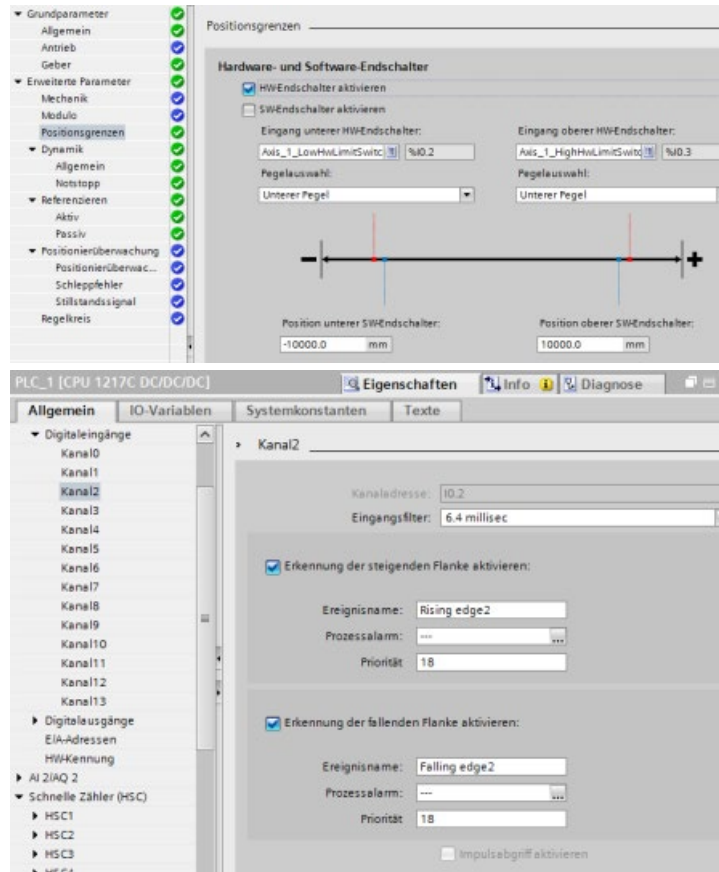 Grundparameter
Allgemein
Antrieb
Geber
Erweiterte Parameter
Mechanik
Modulo
Positionsgrenzen
Dynamik
Allgemein
Notstopp
Referenzieren
Aktiv
Passiv
Positionierüberwachung
Positionierüberwac...
Schleppfehler
Stillstandssignal
Regelkreis
Positionsgrenzen
Hardware- und Software-Endschalter
HW-Endschalter aktivieren
SW-Endschalter aktivieren
Eingang unterer HW-Endschalter:
Eingang oberer HW-Endschalter:
Axis_1_LowHwLimitSwitc %I0.2
Axis_1_HighHwLimitSwitc %I0.3
Pegelauswahl:
Pegelauswahl:
Unterer Pegel
Unterer Pegel
− +
Position unterer SW-Endschalter:
Position oberer SW-Endschalter:
-10000.0 mm
10000.0 mm
PLC_1 [CPU 1217C DC/DC/DC]
Eigenschaften Info Diagnose
Allgemein IO-Variablen Systemkonstanten Texte
Digitaleingänge
Kanal0
Kanal1
Kanal2
Kanal3
Kanal4
Kanal5
Kanal6
Kanal7
Kanal8
Kanal9
Kanal10
Kanal11
Kanal12
Kanal13
Digitalausgänge
E/A-Adressen
HW-Kennung
AI 2/AQ 2
Schnelle Zähler (HSC)
HSC1
HSC2
HSC3
HSC4
Kanal2
Kanaladresse: I0.2
Eingangsfilter: 6.4 millisec
Erkennung der steigenden Flanke aktivieren:
Ereignisname: Rising edge2
Prozessalarm: ---
...
Priorität 18
Erkennung der fallenden Flanke aktivieren:
Ereignisname: Falling edge2
Prozessalarm: ---
...
Priorität 18
Impulsabgriff aktivieren